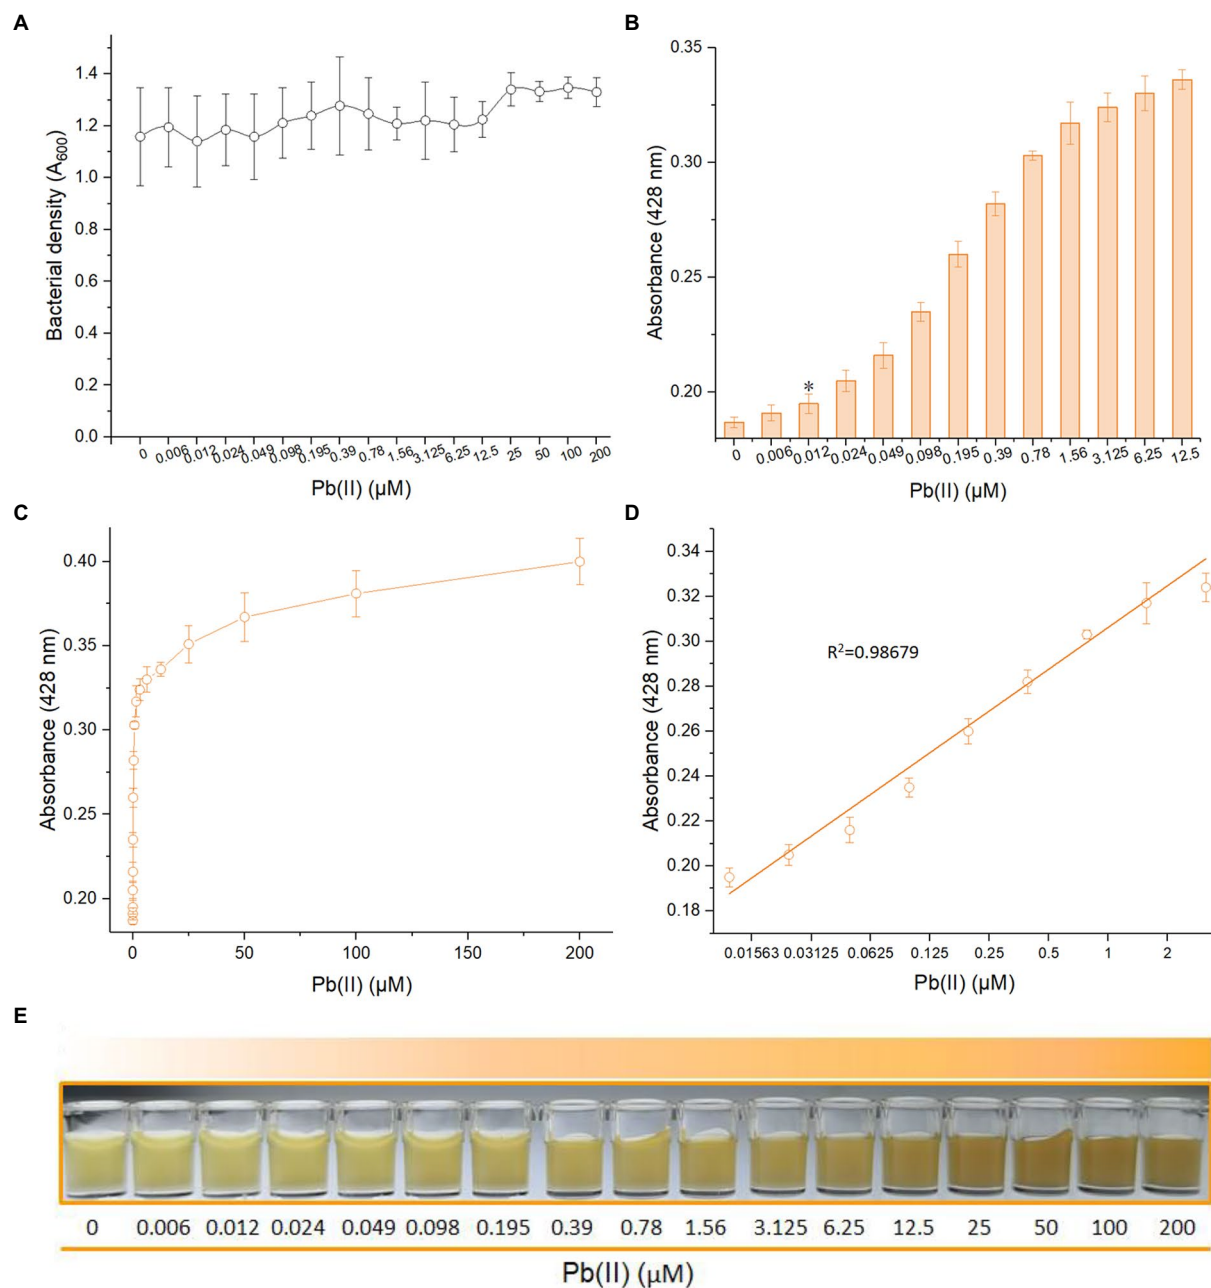 A
1.4
1.2
1.0
0.8
0.6
0.4
0.2
0.0
Bacterial density (A600)
0 0.006 0.012 0.024 0.049 0.098 0.195 0.39 0.78 1.56 3.125 6.25 12.5 25 50 100 200
Pb(II) (µM)
B
0.35
0.30
0.25
0.20
Absorbance (428 nm)
*
0 0.006 0.012 0.024 0.049 0.098 0.195 0.39 0.78 1.56 3.125 6.25 12.5
Pb(II) (µM)
C
0.40
0.35
0.30
0.25
0.20
Absorbance (428 nm)
0 50 100 150 200
Pb(II) (µM)
D
0.34
0.32
0.30
0.28
0.26
0.24
0.22
0.20
0.18
Absorbance (428 nm)
R2=0.98679
0.01563 0.03125 0.0625 0.125 0.25 0.5 1 2
Pb(II) (µM)
E
0 0.006 0.012 0.024 0.049 0.098 0.195 0.39 0.78 1.56 3.125 6.25 12.5 25 50 100 200
Pb(II) (µM)